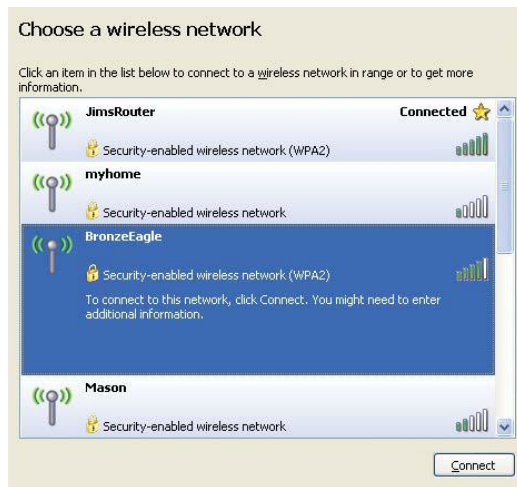 Choose a wireless network
Click an item in the list below to connect to a wireless network in range or to get more
information.
JimsRouter Connected
Security-enabled wireless network (WPA2)
myhome
Security-enabled wireless network
BronzeEagle
Security-enabled wireless network (WPA2)
To connect to this network, click Connect. You might need to enter
additional information.
Mason
Security-enabled wireless network
Connect